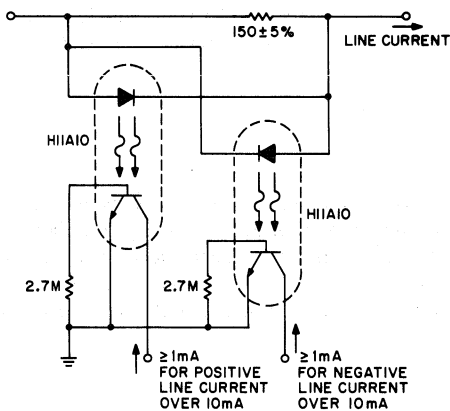 150±5%
LINE CURRENT
H11A10
H11A10
2.7M
2.7M
≥1mA
FOR POSITIVE
LINE CURRENT
OVER 10mA
≥1mA
FOR NEGATIVE
LINE CURRENT
OVER 10mA